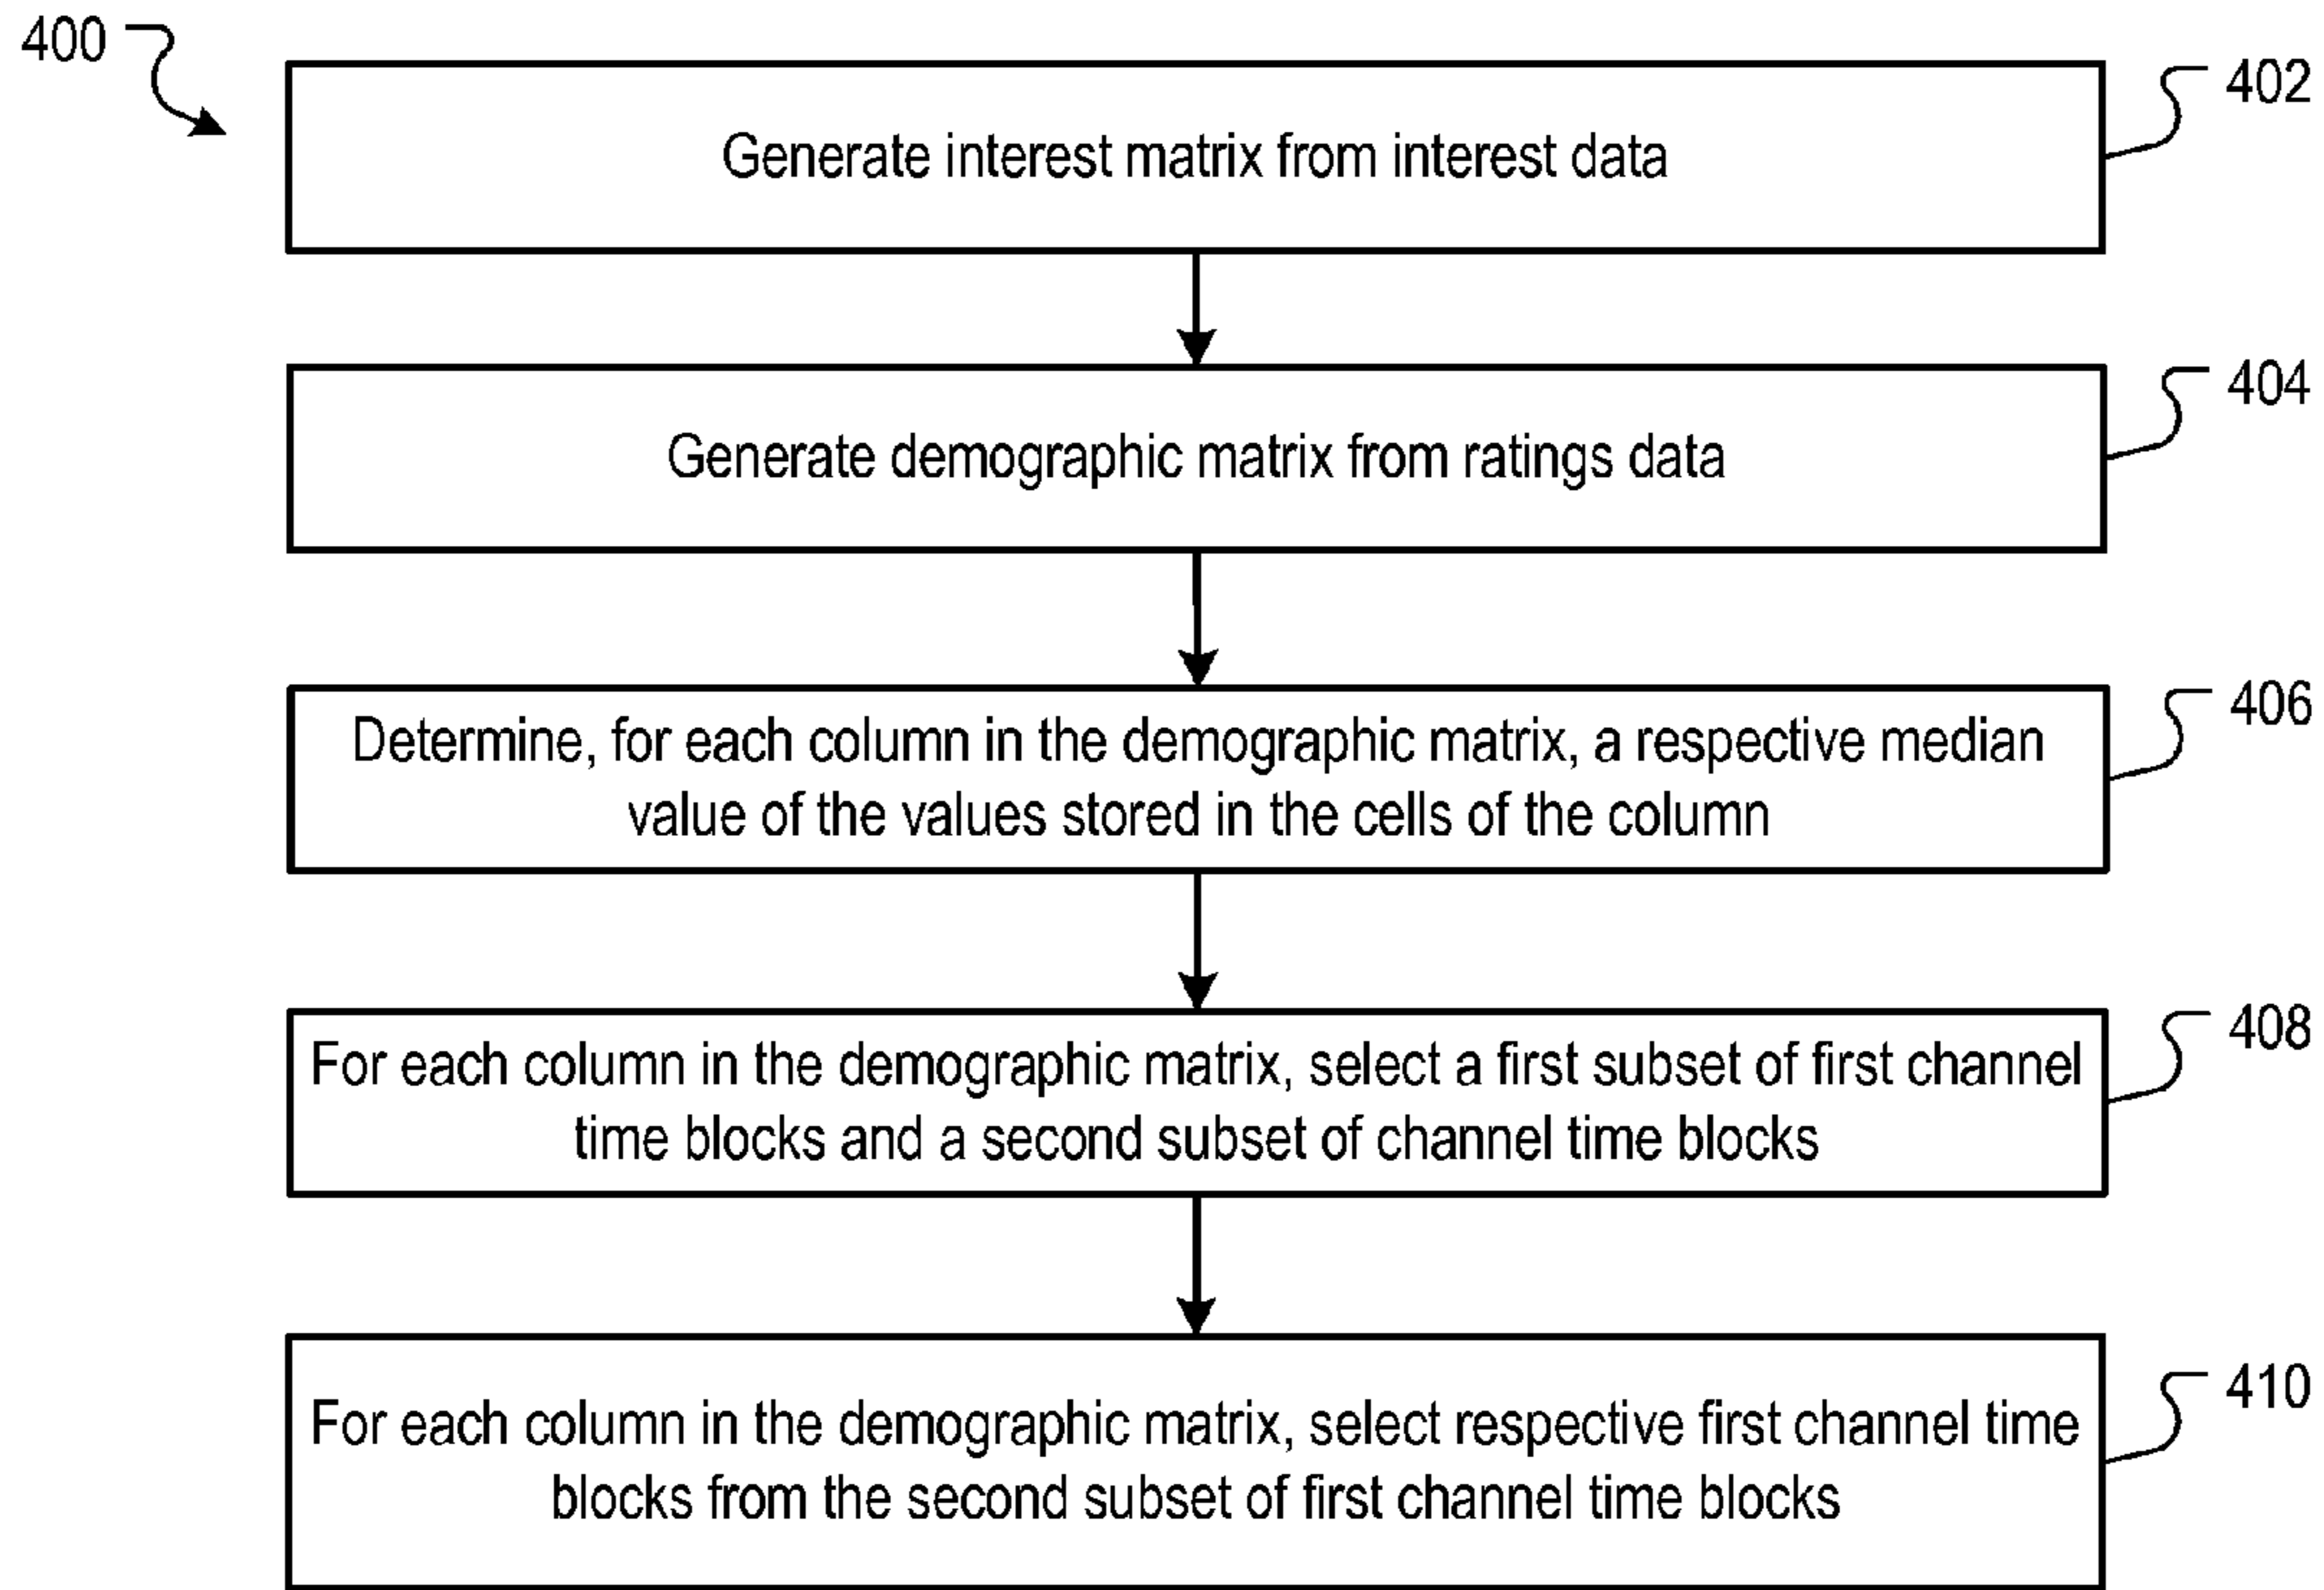 400
402
Generate interest matrix from interest data
404
Generate demographic matrix from ratings data
406
Determine, for each column in the demographic matrix, a respective median
value of the values stored in the cells of the column
408
For each column in the demographic matrix, select a first subset of first channel
time blocks and a second subset of channel time blocks
410
For each column in the demographic matrix, select respective first channel time
blocks from the second subset of first channel time blocks